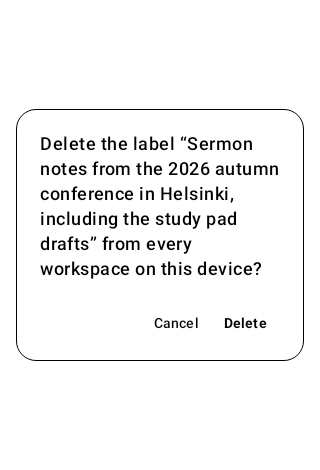 Delete the label “Sermon
notes from the 2026 autumn
conference in Helsinki,
including the study pad
drafts” from every
workspace on this device?
Cancel Delete